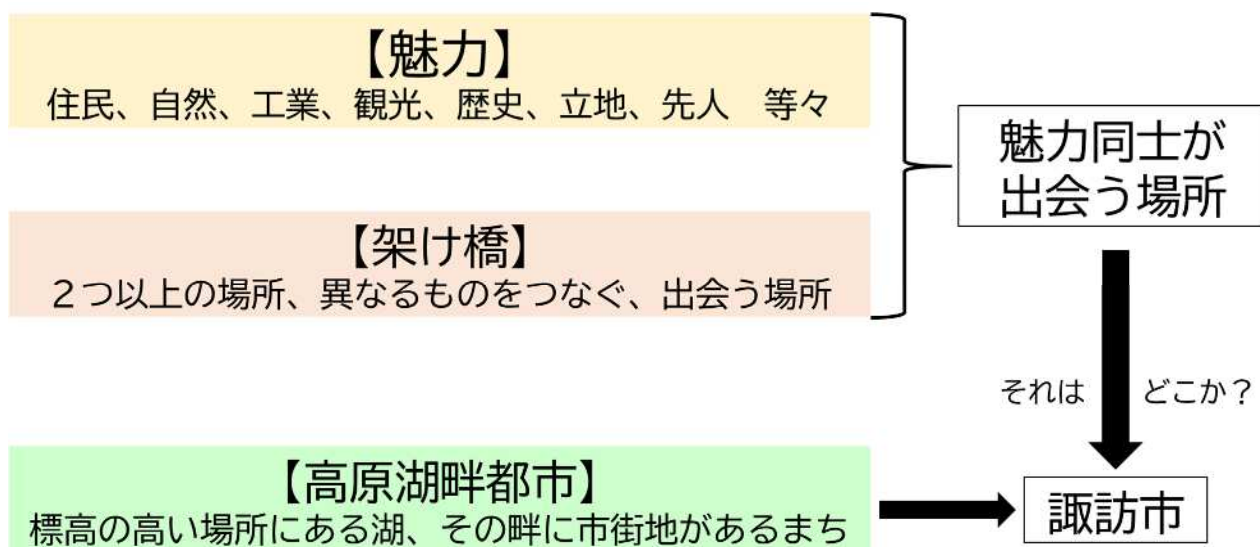 【魅力】
住民、自然、工業、観光、歴史、立地、先人　等々
魅力同士が
出会う場所
【架け橋】
２つ以上の場所、異なるものをつなぐ、出会う場所
それは　どこか？
【高原湖畔都市】
標高の高い場所にある湖、その畔に市街地があるまち
諏訪市